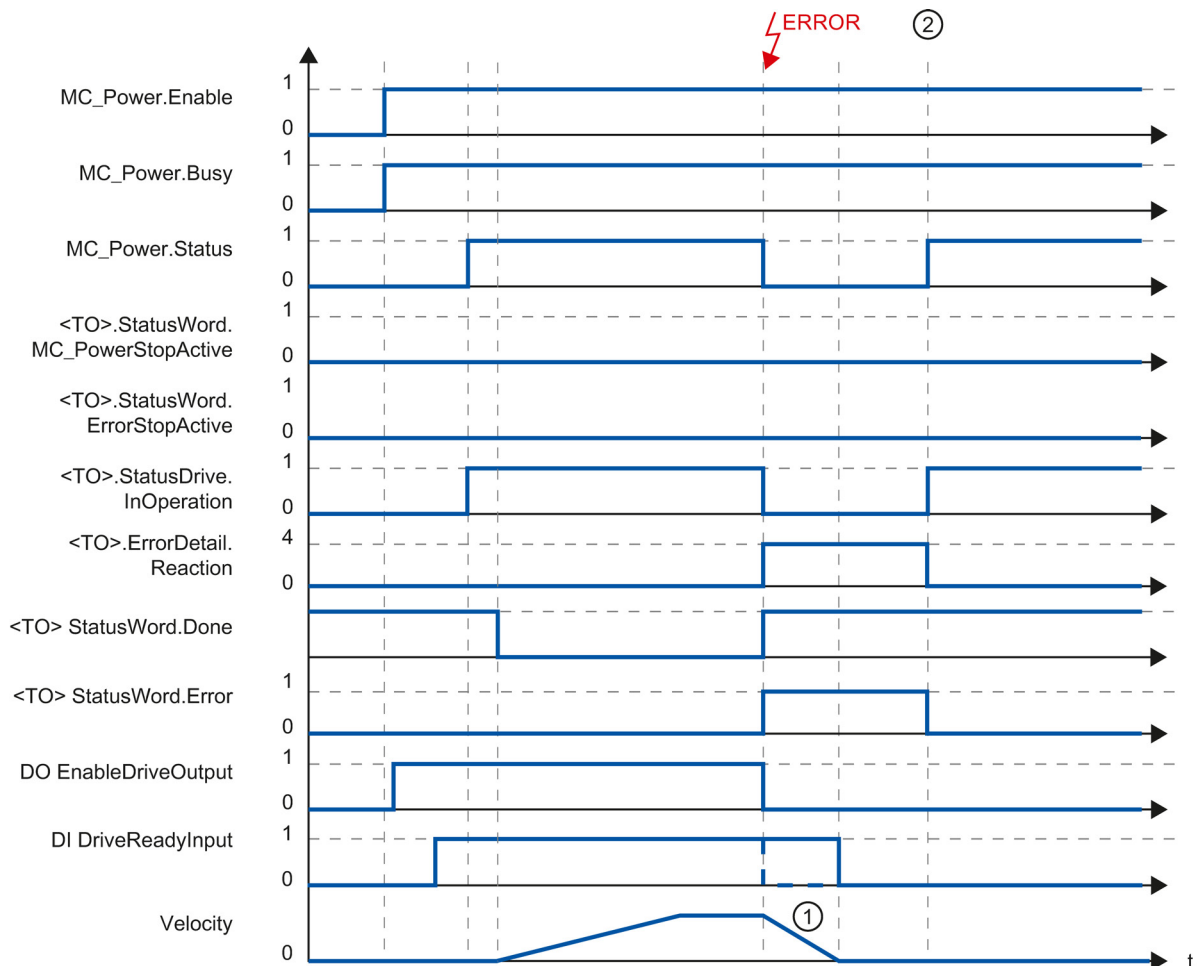 ERROR
2
MC_Power.Enable
1
0
MC_Power.Busy
1
0
MC_Power.Status
1
0
<TO>.StatusWord.
MC_PowerStopActive
1
0
<TO>.StatusWord.
ErrorStopActive
1
0
<TO>.StatusDrive.
InOperation
1
0
<TO>.ErrorDetail.
Reaction
4
0
<TO> StatusWord.Done
<TO> StatusWord.Error
1
0
DO EnableDriveOutput
1
0
DI DriveReadyInput
1
0
Velocity
1
0
t